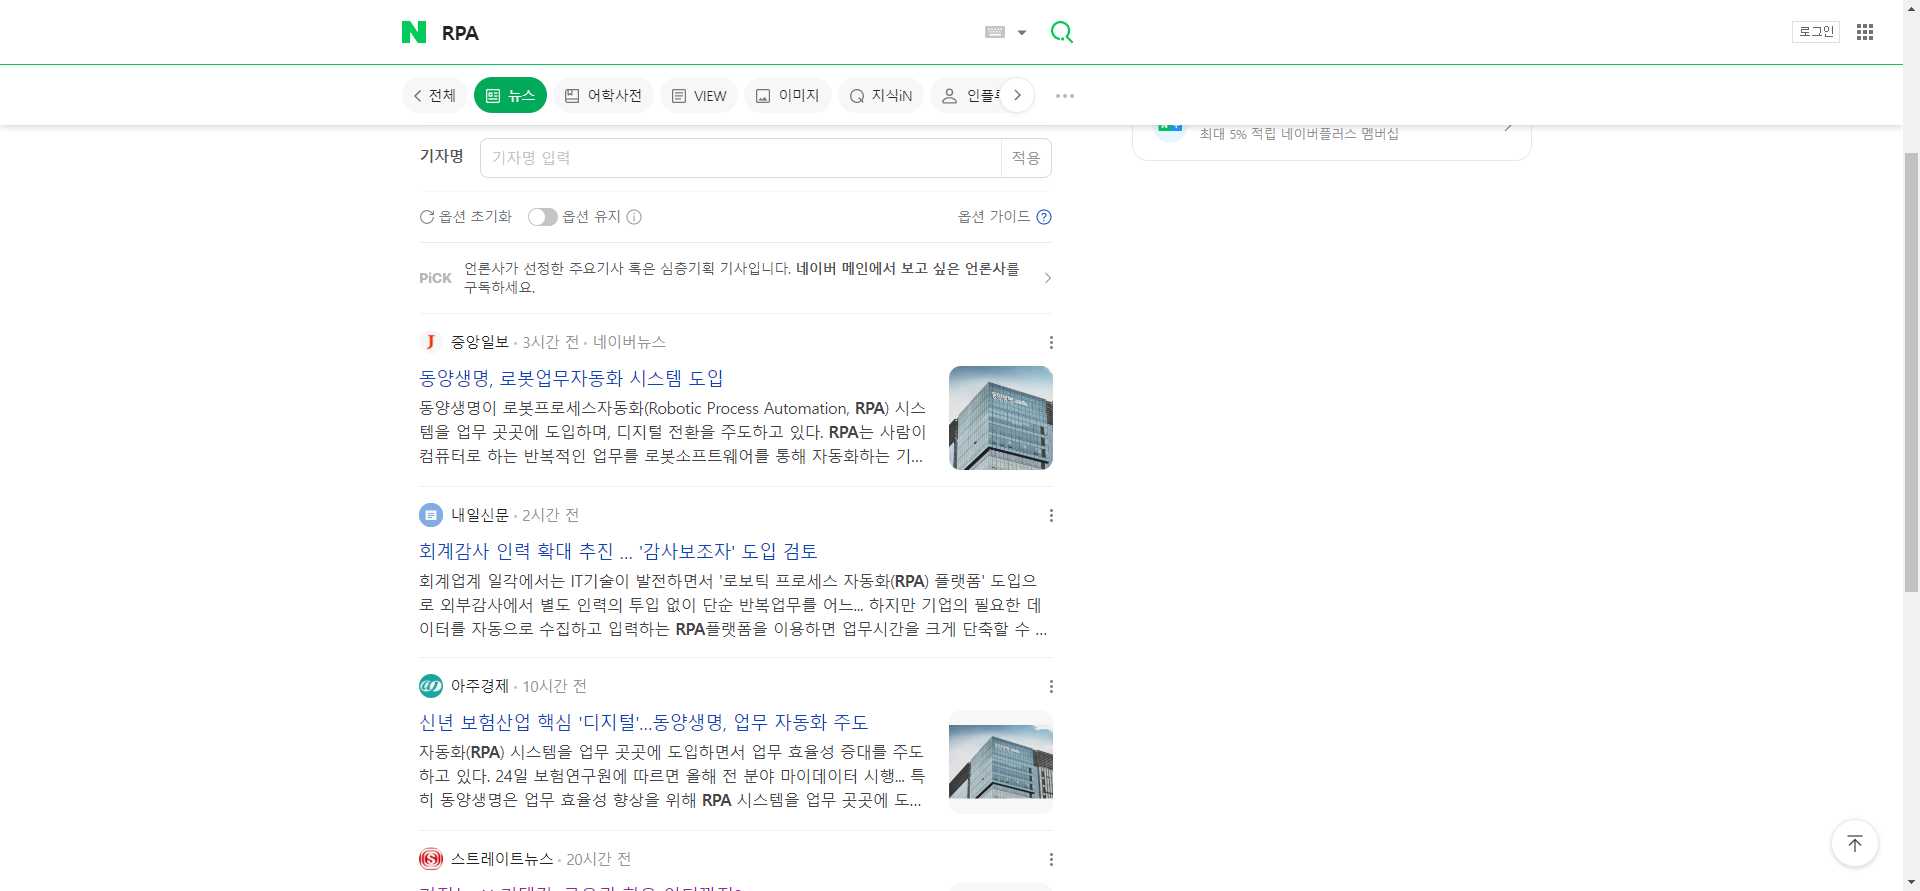 RPA
로그인
전체
뉴스
어학사전
VIEW
이미지
지식iN
최대 5% 적립 네이버플러스 멤버십
기자명
기자명 입력
적용
옵션 초기화
옵션 유지
옵션 가이드
PiCK
언론사가 선정한 주요기사 혹은 심층기획 기사입니다. 네이버 메인에서 보고 싶은 언론사를
구독하세요.
중앙일보 · 3시간 전 · 네이버뉴스
동양생명, 로봇업무자동화 시스템 도입
동양생명이 로봇프로세스자동화(Robotic Process Automation, RPA) 시스
템을 업무 곳곳에 도입하며, 디지털 전환을 주도하고 있다. RPA는 사람이
컴퓨터로 하는 반복적인 업무를 로봇소프트웨어를 통해 자동화하는 기...
내일신문 · 2시간 전
회계감사 인력 확대 추진 ... '감사보조자' 도입 검토
회계업계 일각에서는 IT기술이 발전하면서 '로보틱 프로세스 자동화(RPA) 플랫폼' 도입으
로 외부감사에서 별도 인력의 투입 없이 단순 반복업무를 어느... 하지만 기업의 필요한 데
이터를 자동으로 수집하고 입력하는 RPA플랫폼을 이용하면 업무시간을 크게 단축할 수 ...
아주경제 · 10시간 전
신년 보험산업 핵심 '디지털'...동양생명, 업무 자동화 주도
자동화(RPA) 시스템을 업무 곳곳에 도입하면서 업무 효율성 증대를 주도
하고 있다. 24일 보험연구원에 따르면 올해 전 분야 마이데이터 시행... 특
히 동양생명은 업무 효율성 향상을 위해 RPA 시스템을 업무 곳곳에 도...
스트레이트뉴스 · 20시간 전